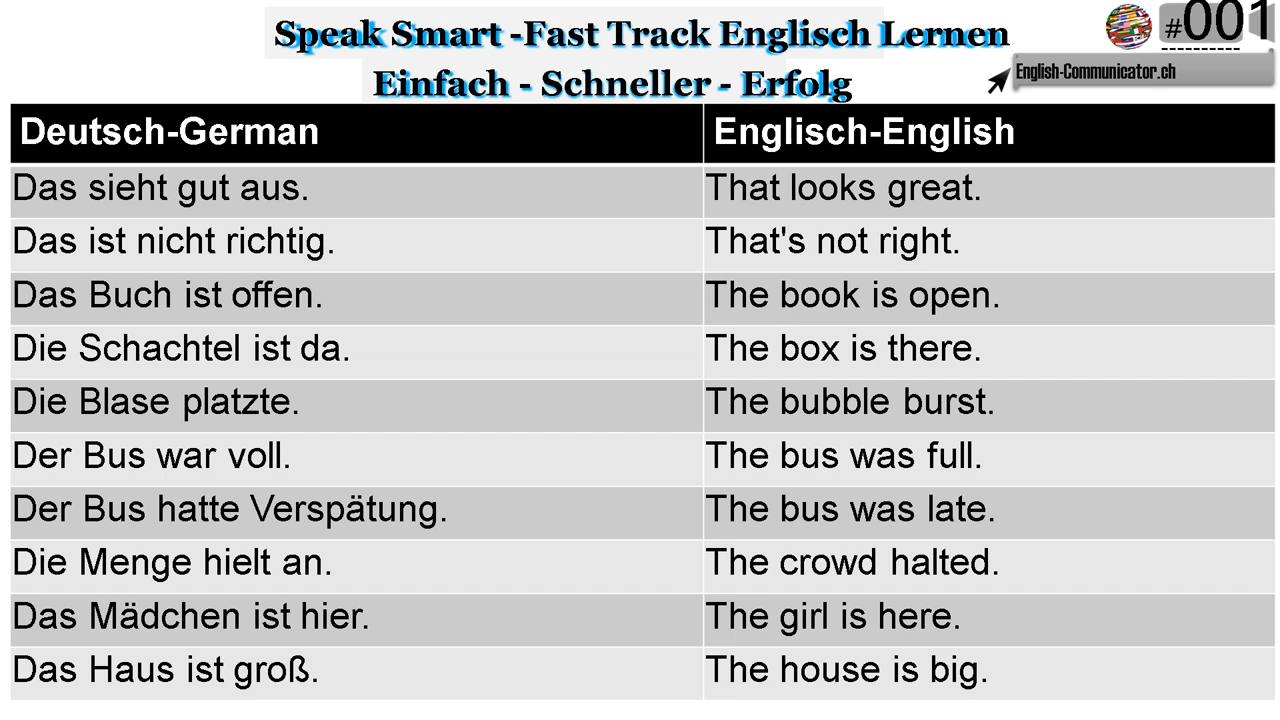 Speak Smart -Fast Track Englisch Lernen
Einfach - Schneller - Erfolg
#001
English-Communicator.ch
Deutsch-German Englisch-English
Das sieht gut aus. That looks great.
Das ist nicht richtig. That's not right.
Das Buch ist offen. The book is open.
Die Schachtel ist da. The box is there.
Die Blase platzte. The bubble burst.
Der Bus war voll. The bus was full.
Der Bus hatte Verspätung. The bus was late.
Die Menge hielt an. The crowd halted.
Das Mädchen ist hier. The girl is here.
Das Haus ist groß. The house is big.